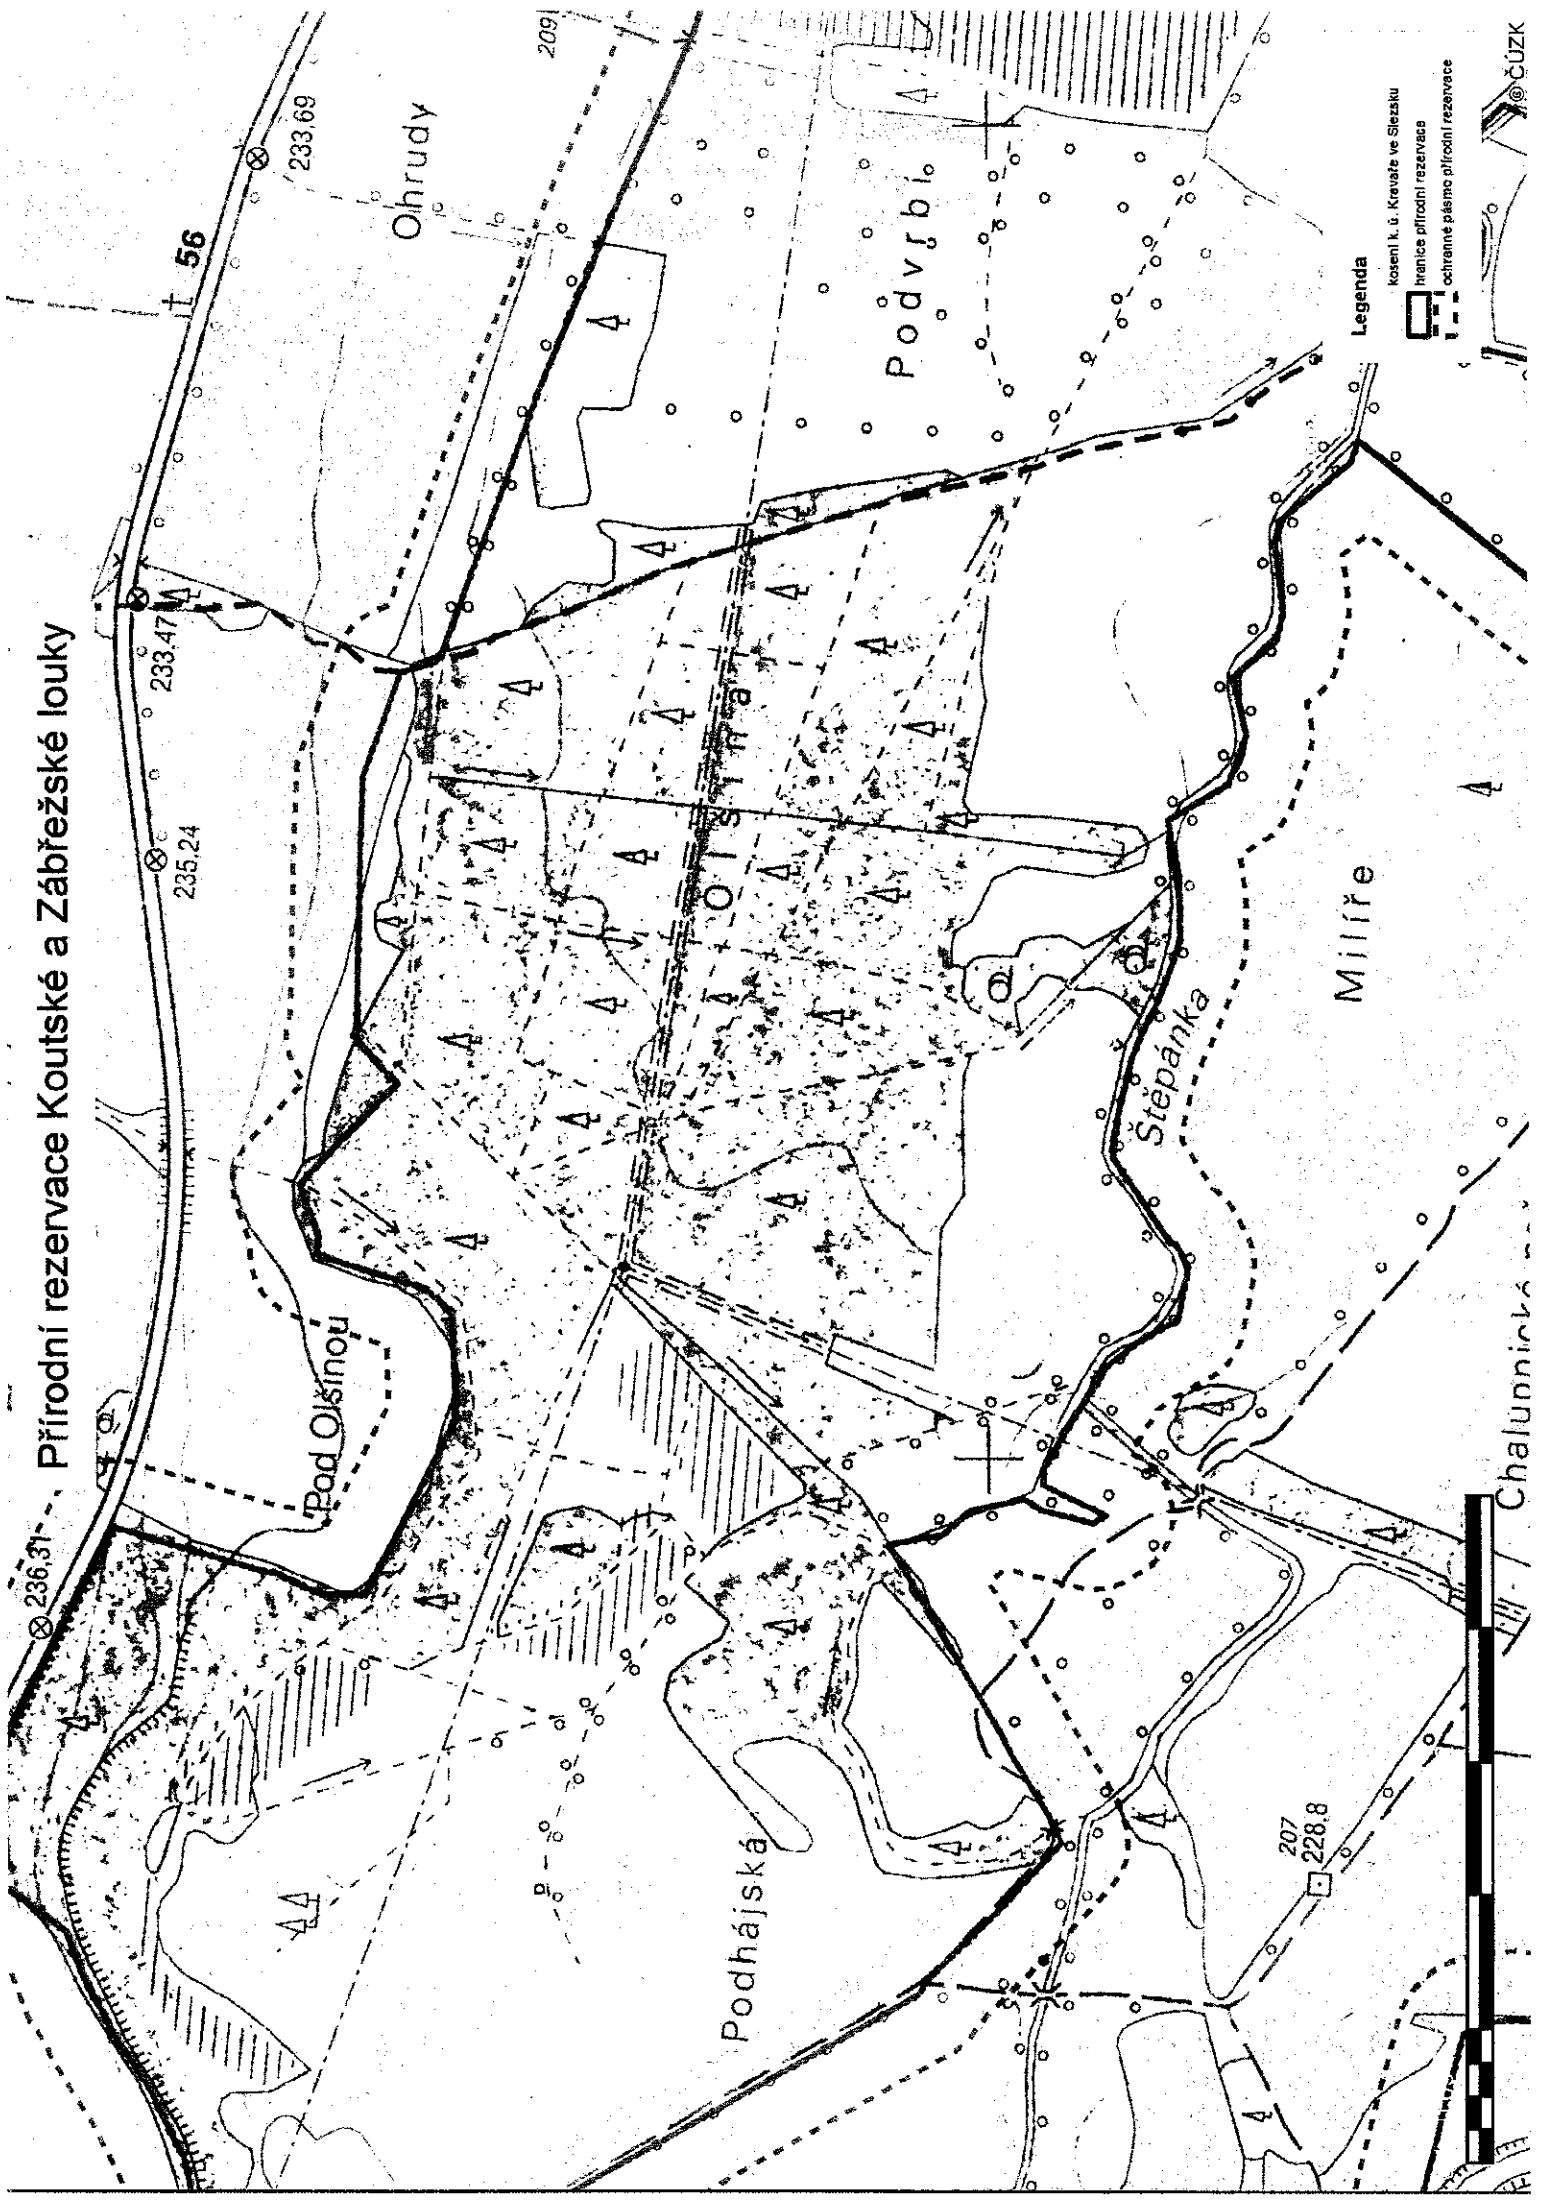 Přírodní rezervace Koutské a Zábřežské louky
236,31
235,24
233,47
56
233,69
209
Ohrudy
Pod Olšinou
Olšina
Podvrbí
Podhájská
Štěpánka
Milíře
207
228,8
Legenda
kosení k. ú. Kravaře ve Slezsku
hranice přírodní rezervace
ochranné pásmo přírodní rezervace
© ČÚZK